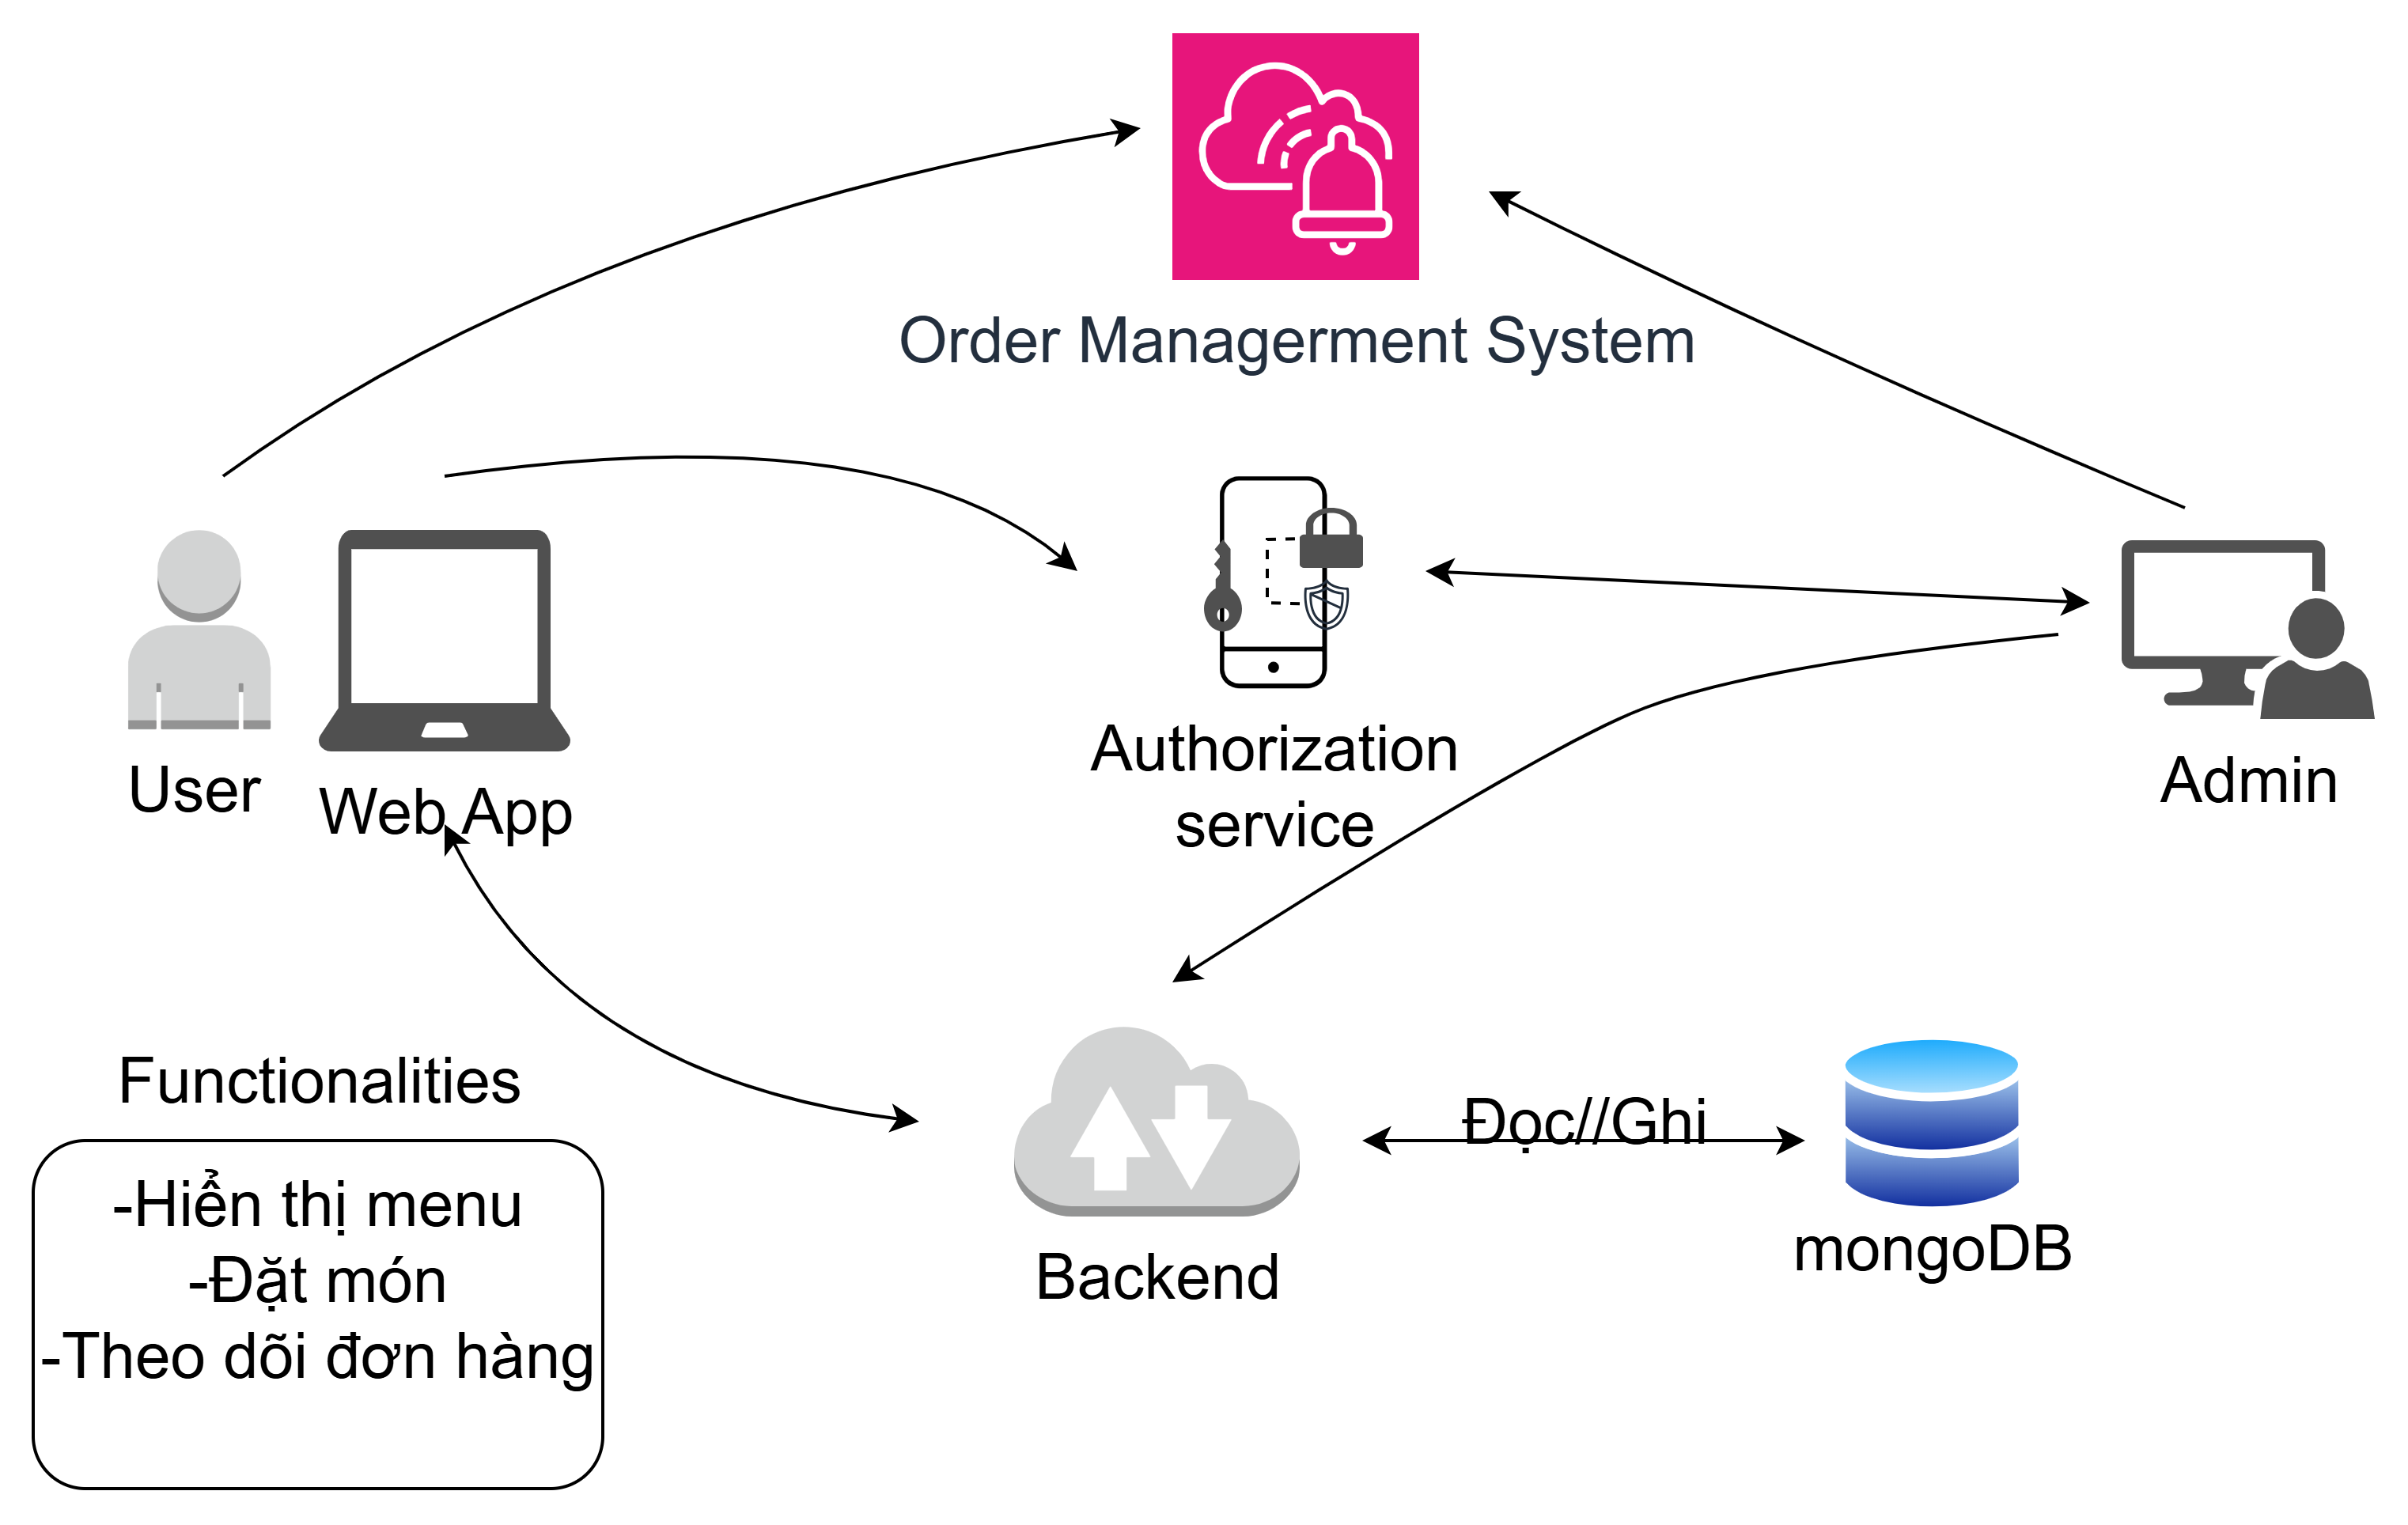 Order Managerment System
User
Web App
Authorization
service
Admin
Functionalities
-Hiển thị menu
-Đặt món
-Theo dõi đơn hàng
Backend
Đọc//Ghi
mongoDB